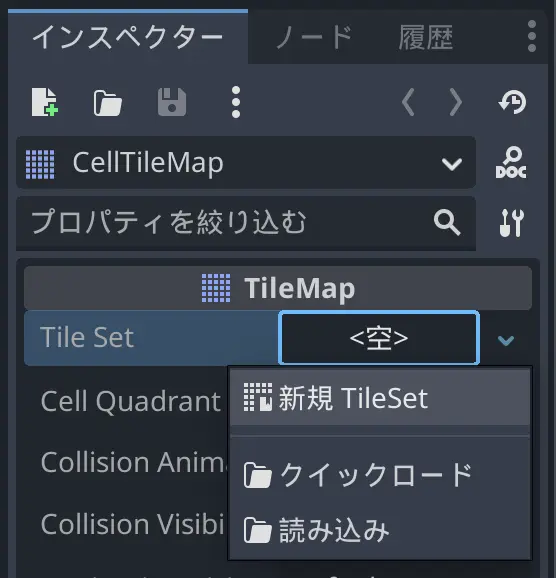 インスペクター ノード 履歴
CellTileMap
DOC
プロパティを絞り込む
TileMap
Tile Set <空>
新規 TileSet
Cell Quadrant
Collision Anim
クイックロード
Collision Visibi
読み込み